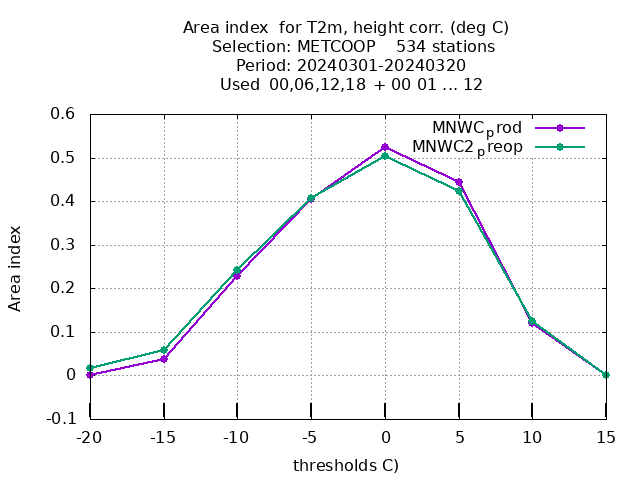 Area index  for T2m, height corr. (deg C)
Selection: METCOOP    534 stations
Period: 20240301-20240320
Used  00,06,12,18  + 00 01 ... 12
MNWCprod
MNWC2preop
Area index
0.6
0.5
0.4
0.3
0.2
0.1
0
-0.1
-20 -15 -10 -5 0 5 10 15
thresholds C)